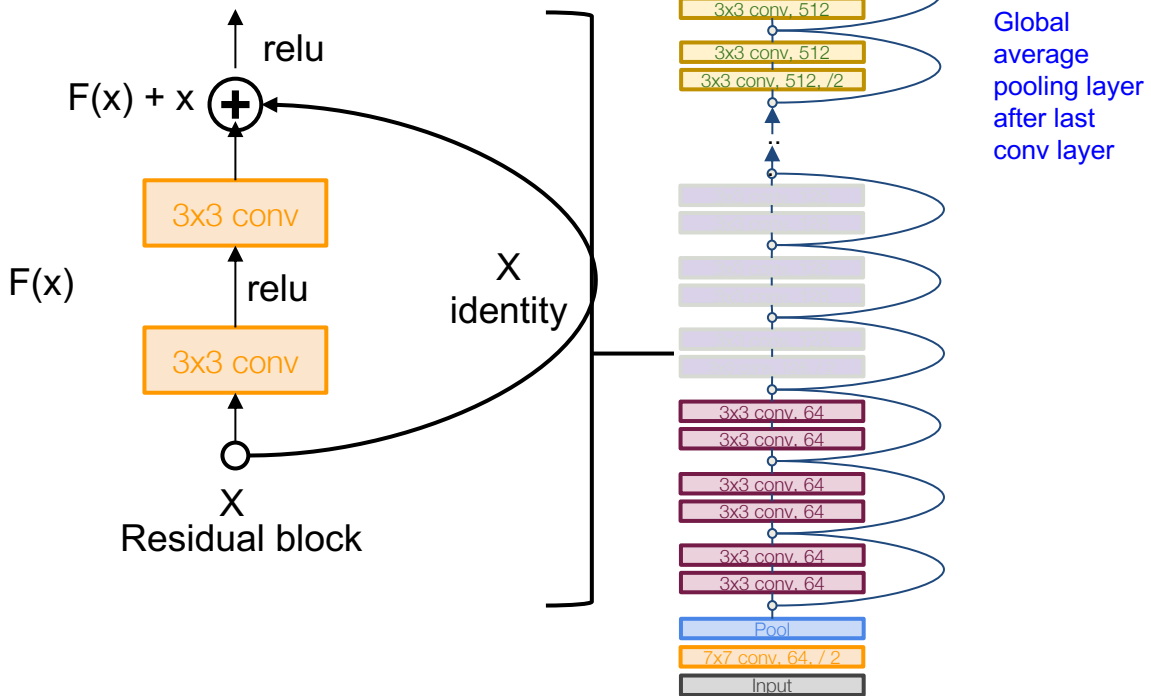 relu
F(x) + x
3x3 conv
F(x)
relu
X
identity
3x3 conv
X
Residual block
3x3 conv, 512
3x3 conv, 512
3x3 conv, 512, /2
..
.
3x3 conv, 64
3x3 conv, 64
3x3 conv, 64
3x3 conv, 64
3x3 conv, 64
3x3 conv, 64
Pool
7x7 conv, 64, / 2
Input
Global
average
pooling layer
after last
conv layer